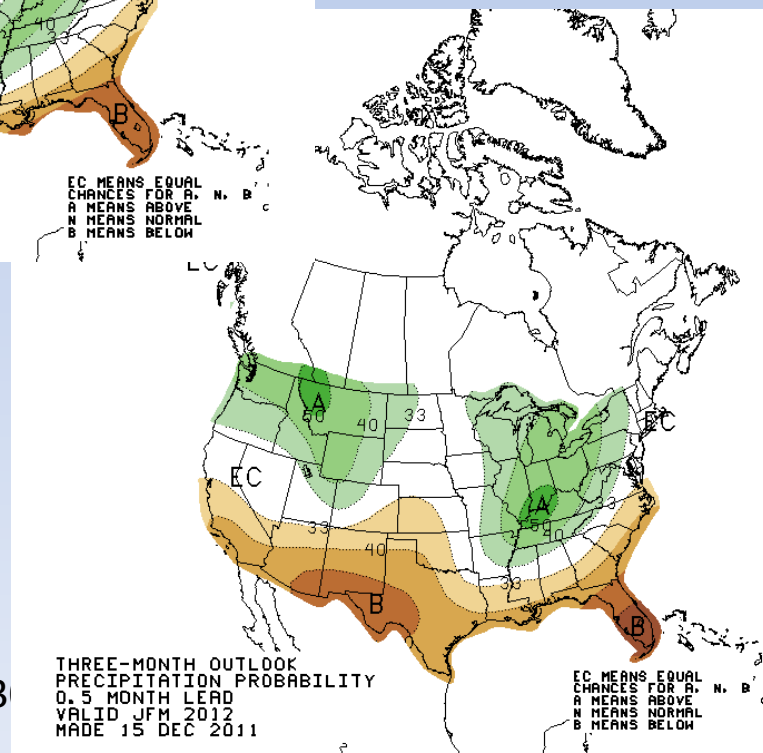 40
33
B
EC MEANS EQUAL
CHANCES FOR A, N, B
A MEANS ABOVE
N MEANS NORMAL
B MEANS BELOW
A
50
40
33
EC
EC
A
50
40
33
33
40
33
B
B
THREE-MONTH OUTLOOK
PRECIPITATION PROBABILITY
0.5 MONTH LEAD
VALID JFM 2012
MADE 15 DEC 2011
EC MEANS EQUAL
CHANCES FOR A, N, B
A MEANS ABOVE
N MEANS NORMAL
B MEANS BELOW